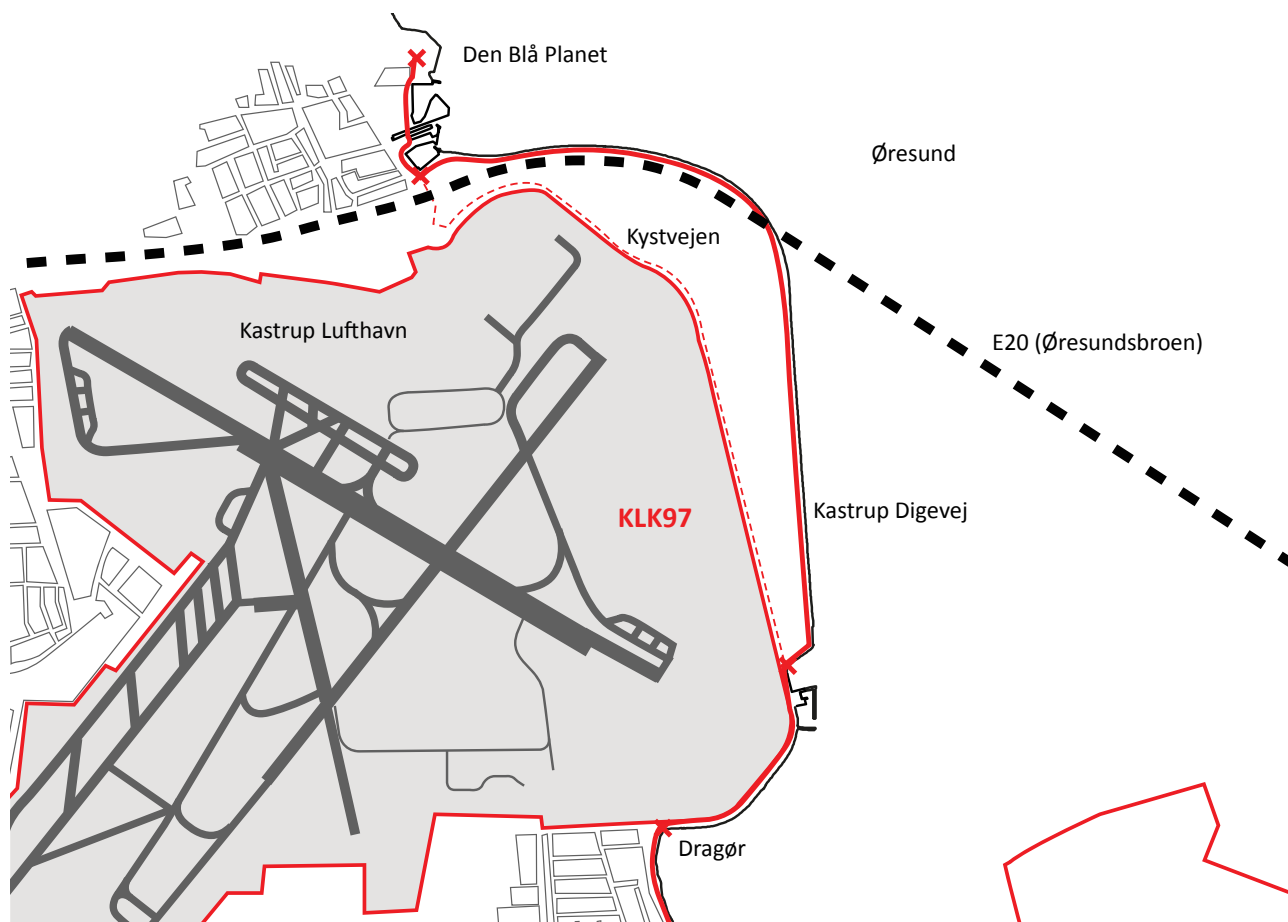 Den Blå Planet
Øresund
Kystvejen
Kastrup Lufthavn
E20 (Øresundsbroen)
KLK97
Kastrup Digevej
Dragør